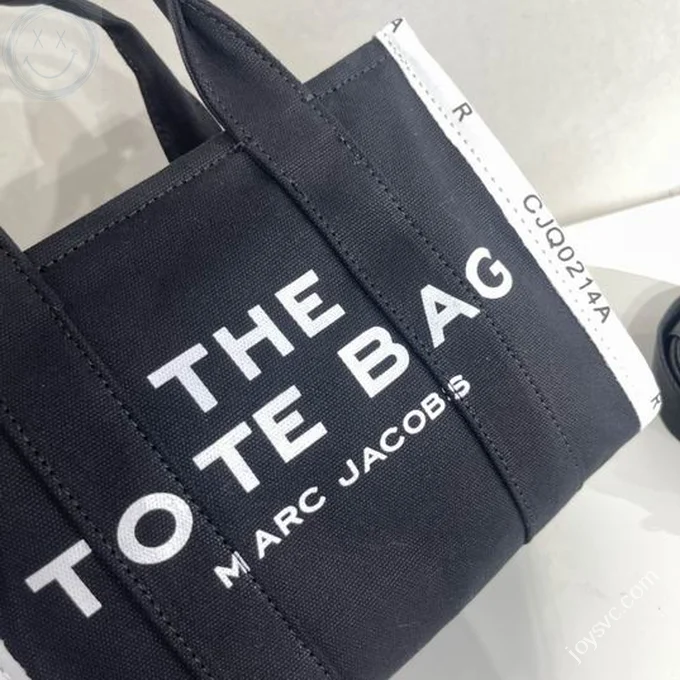 THE
TOTE BAG
MARC JACOBS
A
R
CJQ0214A
R
joysvc.com